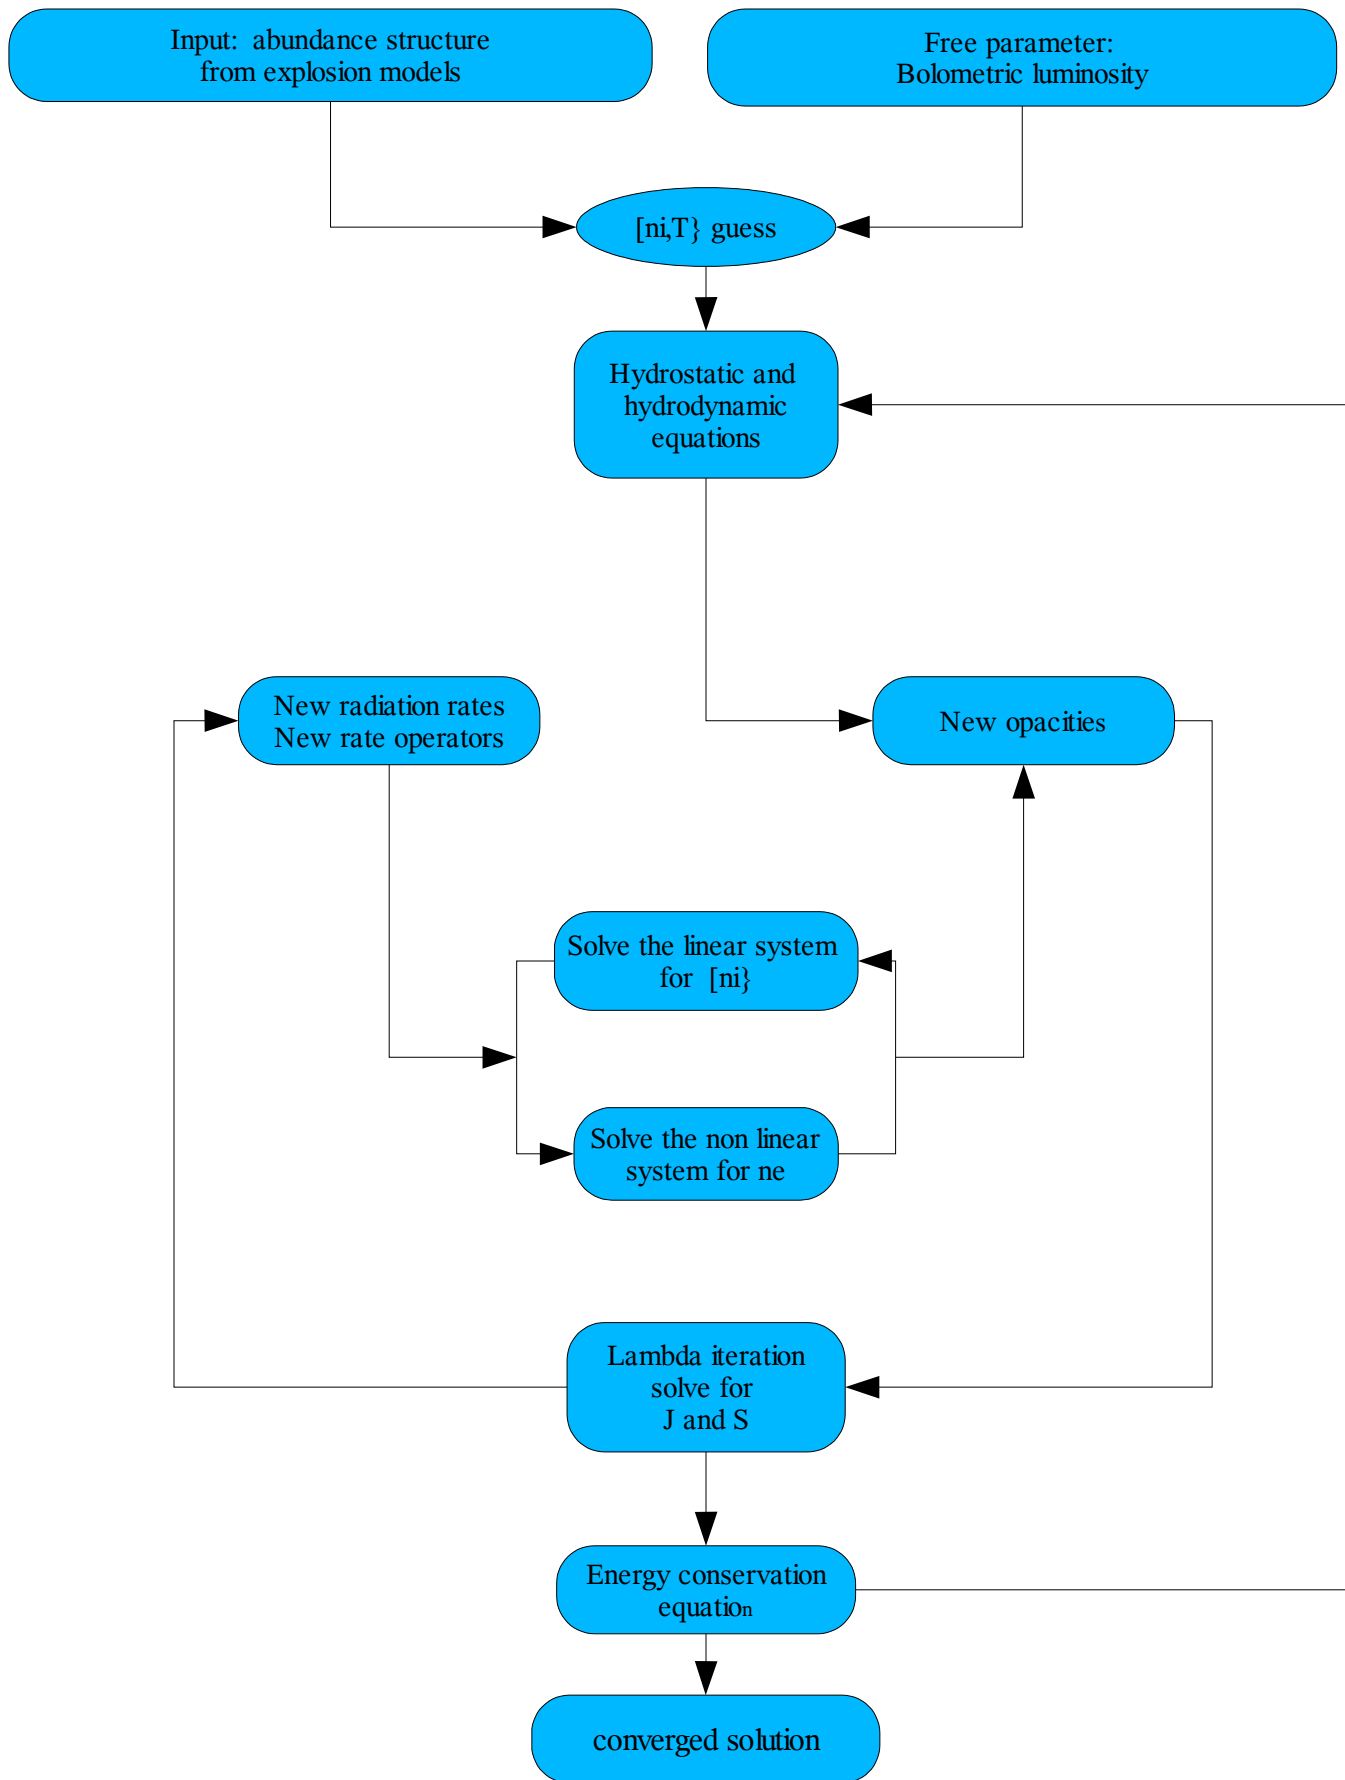 Input:  abundance structure
from explosion models
Free parameter:
Bolometric luminosity
[ni,T} guess
Hydrostatic and
hydrodynamic
equations
New radiation rates
New rate operators
New opacities
Solve the linear system
for  [ni}
Solve the non linear
system for ne
Lambda iteration
solve for
J and S
Energy conservation
equation
converged solution